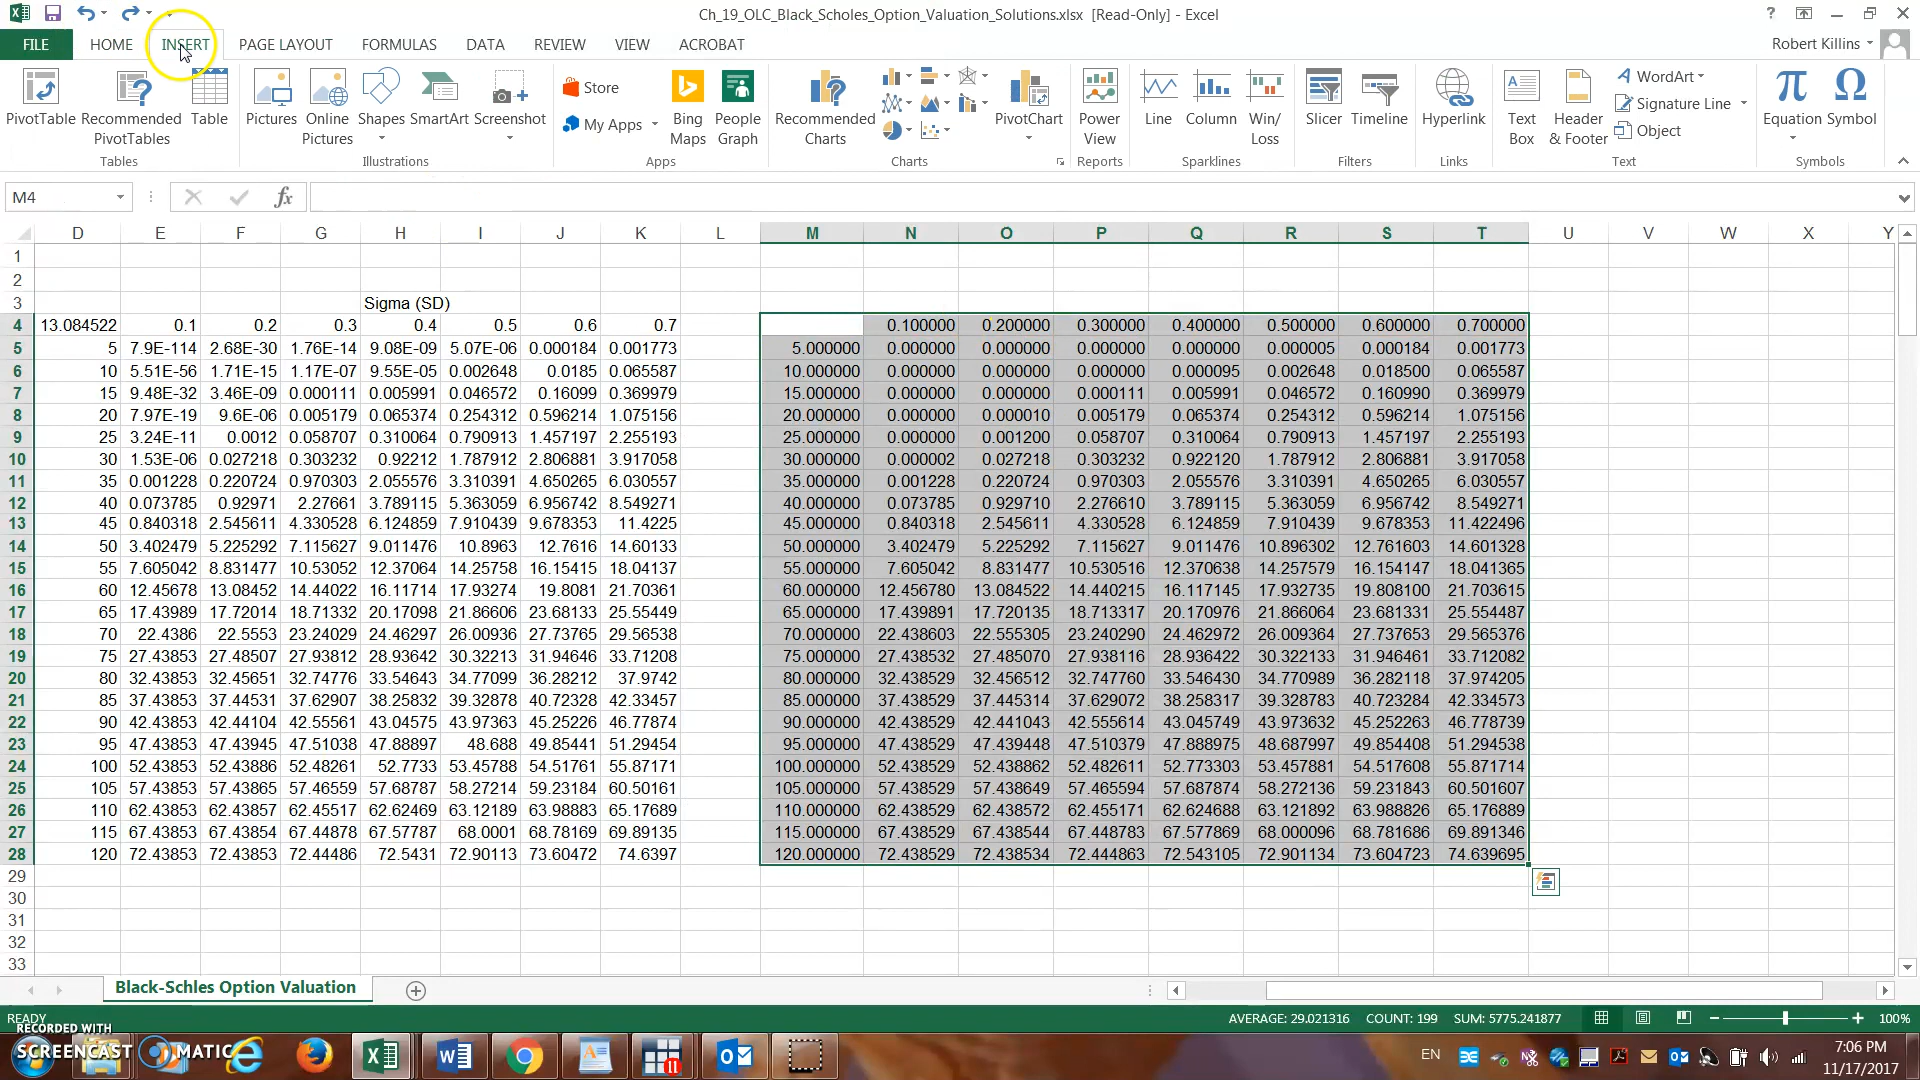 Ch_19_OLC_Black_Scholes_Option_Valuation_Solutions.xlsx [Read-Only] - Excel
FILE HOME INSERT PAGE LAYOUT FORMULAS DATA REVIEW VIEW ACROBAT Robert Killins
PivotTable Recommended PivotTables Table Pictures Online Pictures Shapes SmartArt Screenshot Store My Apps Bing Maps People Graph Recommended Charts PivotChart Power View Line Column Win/Loss Slicer Timeline Hyperlink Text Box Header & Footer WordArt Signature Line Object Equation Symbol
Tables Illustrations Apps Charts Reports Sparklines Filters Links Text Symbols
M4 fx
D E F G H I J K L M N O P Q R S T U V W X Y
1
2
3 Sigma (SD)
4 13.084522 0.1 0.2 0.3 0.4 0.5 0.6 0.7 0.100000 0.200000 0.300000 0.400000 0.500000 0.600000 0.700000
5 5 7.9E-114 2.68E-30 1.76E-14 9.08E-09 5.07E-06 0.000184 0.001773 5.000000 0.000000 0.000000 0.000000 0.000000 0.000005 0.000184 0.001773
6 10 5.51E-56 1.71E-15 1.17E-07 9.55E-05 0.002648 0.0185 0.065587 10.000000 0.000000 0.000000 0.000000 0.000095 0.002648 0.018500 0.065587
7 15 9.48E-32 3.46E-09 0.000111 0.005991 0.046572 0.16099 0.369979 15.000000 0.000000 0.000000 0.000111 0.005991 0.046572 0.160990 0.369979
8 20 7.97E-19 9.6E-06 0.005179 0.065374 0.254312 0.596214 1.075156 20.000000 0.000000 0.000010 0.005179 0.065374 0.254312 0.596214 1.075156
9 25 3.24E-11 0.0012 0.058707 0.310064 0.790913 1.457197 2.255193 25.000000 0.000000 0.001200 0.058707 0.310064 0.790913 1.457197 2.255193
10 30 1.53E-06 0.027218 0.303232 0.92212 1.787912 2.806881 3.917058 30.000000 0.000002 0.027218 0.303232 0.922120 1.787912 2.806881 3.917058
11 35 0.001228 0.220724 0.970303 2.055576 3.310391 4.650265 6.030557 35.000000 0.001228 0.220724 0.970303 2.055576 3.310391 4.650265 6.030557
12 40 0.073785 0.92971 2.27661 3.789115 5.363059 6.956742 8.549271 40.000000 0.073785 0.929710 2.276610 3.789115 5.363059 6.956742 8.549271
13 45 0.840318 2.545611 4.330528 6.124859 7.910439 9.678353 11.4225 45.000000 0.840318 2.545611 4.330528 6.124859 7.910439 9.678353 11.422496
14 50 3.402479 5.225292 7.115627 9.011476 10.8963 12.7616 14.60133 50.000000 3.402479 5.225292 7.115627 9.011476 10.896302 12.761603 14.601328
15 55 7.605042 8.831477 10.53052 12.37064 14.25758 16.15415 18.04137 55.000000 7.605042 8.831477 10.530516 12.370638 14.257579 16.154147 18.041365
16 60 12.45678 13.08452 14.44022 16.11714 17.93274 19.8081 21.70361 60.000000 12.456780 13.084522 14.440215 16.117145 17.932735 19.808100 21.703615
17 65 17.43989 17.72014 18.71332 20.17098 21.86606 23.68133 25.55449 65.000000 17.439891 17.720135 18.713317 20.170976 21.866064 23.681331 25.554487
18 70 22.4386 22.5553 23.24029 24.46297 26.00936 27.73765 29.56538 70.000000 22.438603 22.555305 23.240290 24.462972 26.009364 27.737653 29.565376
19 75 27.43853 27.48507 27.93812 28.93642 30.32213 31.94646 33.71208 75.000000 27.438532 27.485070 27.938116 28.936422 30.322133 31.946461 33.712082
20 80 32.43853 32.45651 32.74776 33.54643 34.77099 36.28212 37.9742 80.000000 32.438529 32.456512 32.747760 33.546430 34.770989 36.282118 37.974205
21 85 37.43853 37.44531 37.62907 38.25832 39.32878 40.72328 42.33457 85.000000 37.438529 37.445314 37.629072 38.258317 39.328783 40.723284 42.334573
22 90 42.43853 42.44104 42.55561 43.04575 43.97363 45.25226 46.77874 90.000000 42.438529 42.441043 42.555614 43.045749 43.973632 45.252263 46.778739
23 95 47.43853 47.43945 47.51038 47.88897 48.688 49.85441 51.29454 95.000000 47.438529 47.439448 47.510379 47.888975 48.687997 49.854408 51.294538
24 100 52.43853 52.43886 52.48261 52.7733 53.45788 54.51761 55.87171 100.000000 52.438529 52.438862 52.482611 52.773303 53.457881 54.517608 55.871714
25 105 57.43853 57.43865 57.46559 57.68787 58.27214 59.23184 60.50161 105.000000 57.438529 57.438649 57.465594 57.687874 58.272136 59.231843 60.501607
26 110 62.43853 62.43857 62.45517 62.62469 63.12189 63.98883 65.17689 110.000000 62.438529 62.438572 62.455171 62.624688 63.121892 63.988826 65.176889
27 115 67.43853 67.43854 67.44878 67.57787 68.0001 68.78169 69.89135 115.000000 67.438529 67.438544 67.448783 67.577869 68.000096 68.781686 69.891346
28 120 72.43853 72.43853 72.44486 72.5431 72.90113 73.60472 74.6397 120.000000 72.438529 72.438534 72.444863 72.543105 72.901134 73.604723 74.639695
29
30
31
32
33
Black-Schles Option Valuation
READY AVERAGE: 29.021316 COUNT: 199 SUM: 5775.241877 100%
RECORDED WITH
SCREENCAST MATIC
EN 7:06 PM
11/17/2017